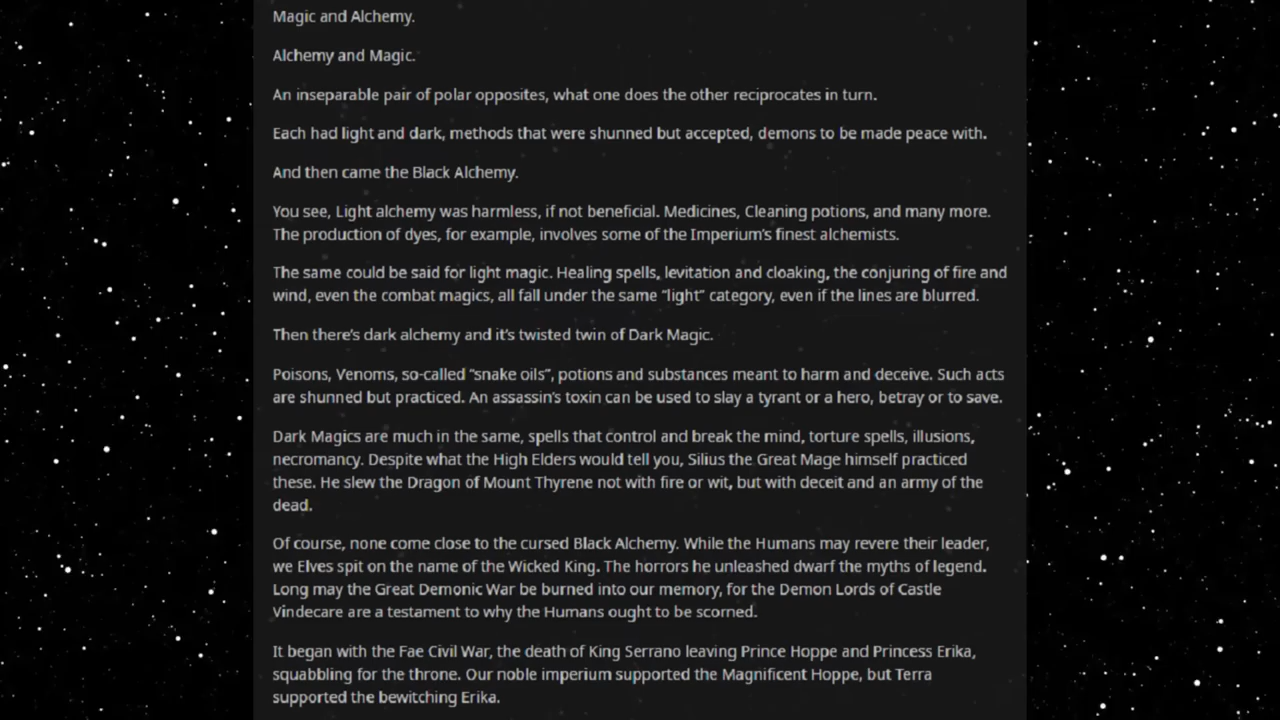 Magic and Alchemy.
Alchemy and Magic.
An inseparable pair of polar opposites, what one does the other reciprocates in turn.
Each had light and dark, methods that were shunned but accepted, demons to be made peace with.
And then came the Black Alchemy.
You see, Light alchemy was harmless, if not beneficial. Medicines, Cleaning potions, and many more.
The production of dyes, for example, involves some of the Imperium’s finest alchemists.
The same could be said for light magic. Healing spells, levitation and cloaking, the conjuring of fire and
wind, even the combat magics, all fall under the same “light” category, even if the lines are blurred.
Then there’s dark alchemy and it’s twisted twin of Dark Magic.
Poisons, Venoms, so-called “snake oils”, potions and substances meant to harm and deceive. Such acts
are shunned but practiced. An assassin’s toxin can be used to slay a tyrant or a hero, betray or to save.
Dark Magics are much in the same, spells that control and break the mind, torture spells, illusions,
necromancy. Despite what the High Elders would tell you, Silius the Great Mage himself practiced
these. He slew the Dragon of Mount Thyrene not with fire or wit, but with deceit and an army of the
dead.
Of course, none come close to the cursed Black Alchemy. While the Humans may revere their leader,
we Elves spit on the name of the Wicked King. The horrors he unleashed dwarf the myths of legend.
Long may the Great Demonic War be burned into our memory, for the Demon Lords of Castle
Vindecare are a testament to why the Humans ought to be scorned.
It began with the Fae Civil War, the death of King Serrano leaving Prince Hoppe and Princess Erika,
squabbling for the throne. Our noble imperium supported the Magnificent Hoppe, but Terra
supported the bewitching Erika.